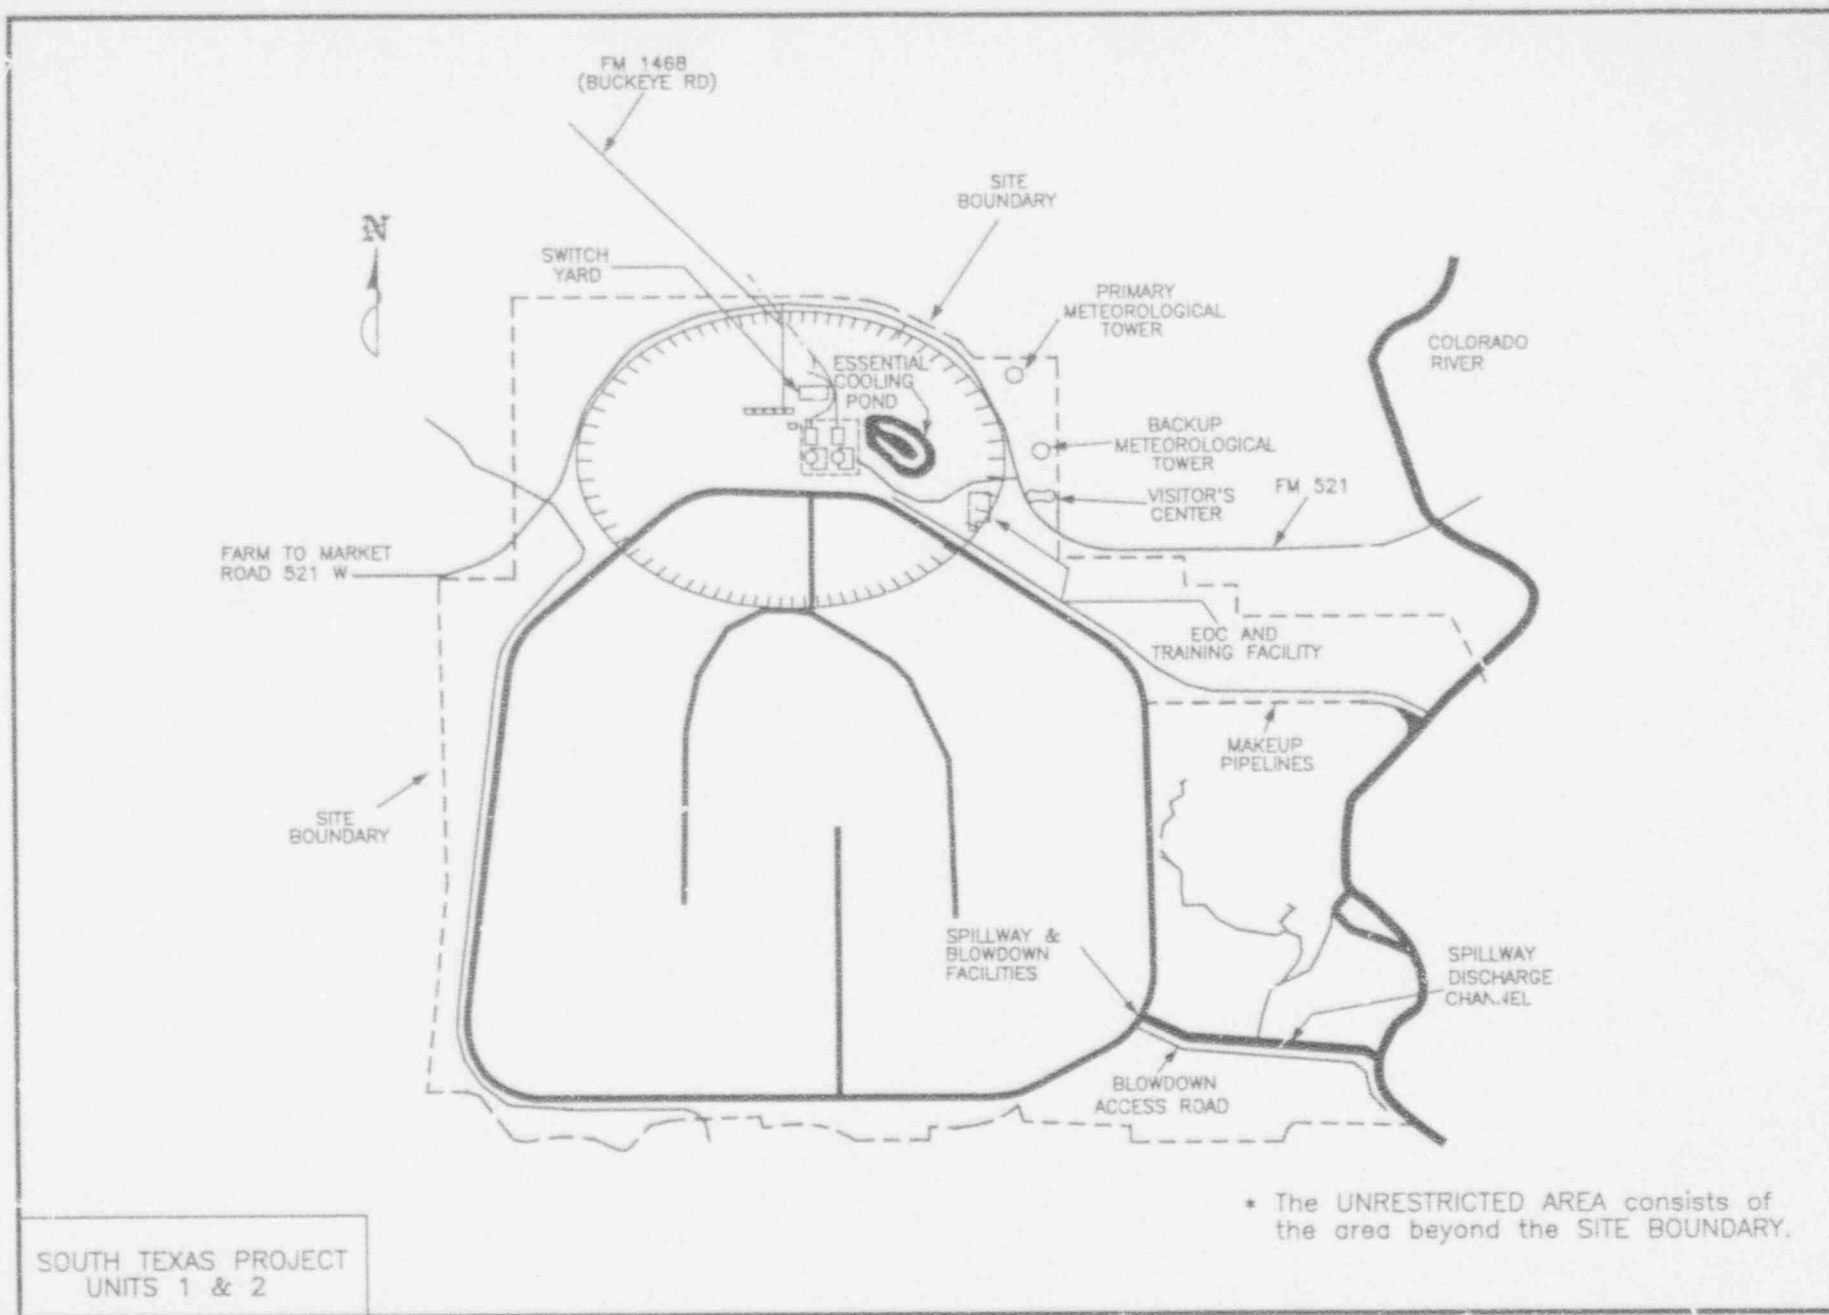 FM 1468
(BUCKEYE RD)
SITE
BOUNDARY
N
SWITCH
YARD
PRIMARY
METEOROLOGICAL
TOWER
COLORADO
RIVER
ESSENTIAL
COOLING
POND
BACKUP
METEOROLOGICAL
TOWER
VISITOR'S
CENTER
FM 521
FARM TO MARKET
ROAD 521 W
EOC AND
TRAINING FACILITY
MAKEUP
PIPELINES
SITE
BOUNDARY
SPILLWAY &
BLOWDOWN
FACILITIES
SPILLWAY
DISCHARGE
CHANNEL
BLOWDOWN
ACCESS ROAD
* The UNRESTRICTED AREA consists of
the area beyond the SITE BOUNDARY.
SOUTH TEXAS PROJECT
UNITS 1 & 2